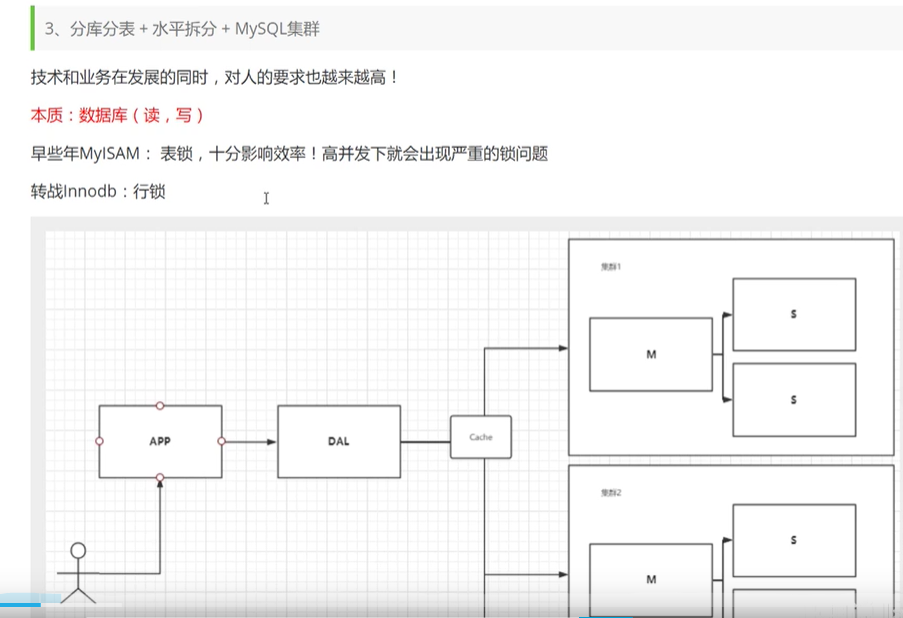 3、分库分表 + 水平拆分 + MySQL集群
技术和业务在发展的同时，对人的要求也越来越高！
本质：数据库（读，写）
早些年MyISAM： 表锁，十分影响效率！高并发下就会出现严重的锁问题
转战Innodb：行锁
集群1
S
M
S
APP
DAL
Cache
集群2
S
M